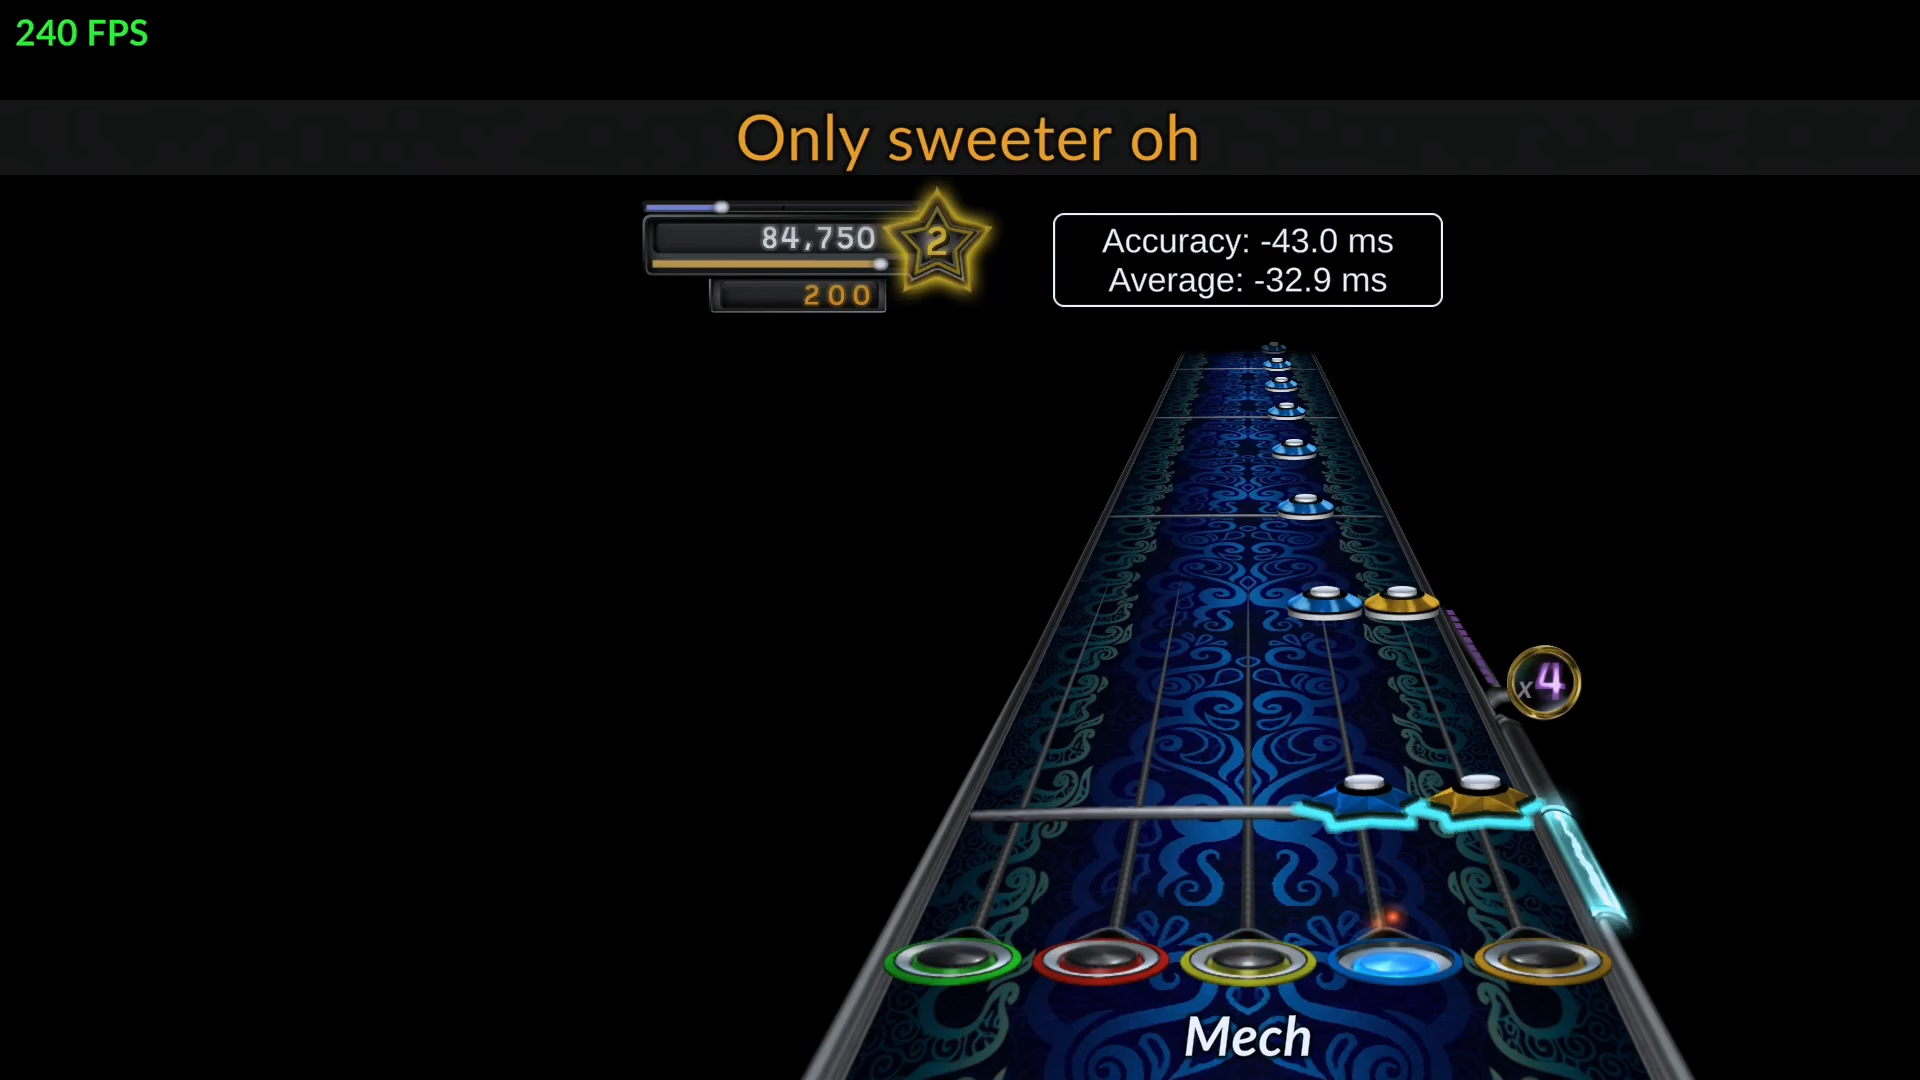 240 FPS
Only sweeter oh
84,750
2
200
Accuracy: -43.0 ms
Average: -32.9 ms
x4
Mech